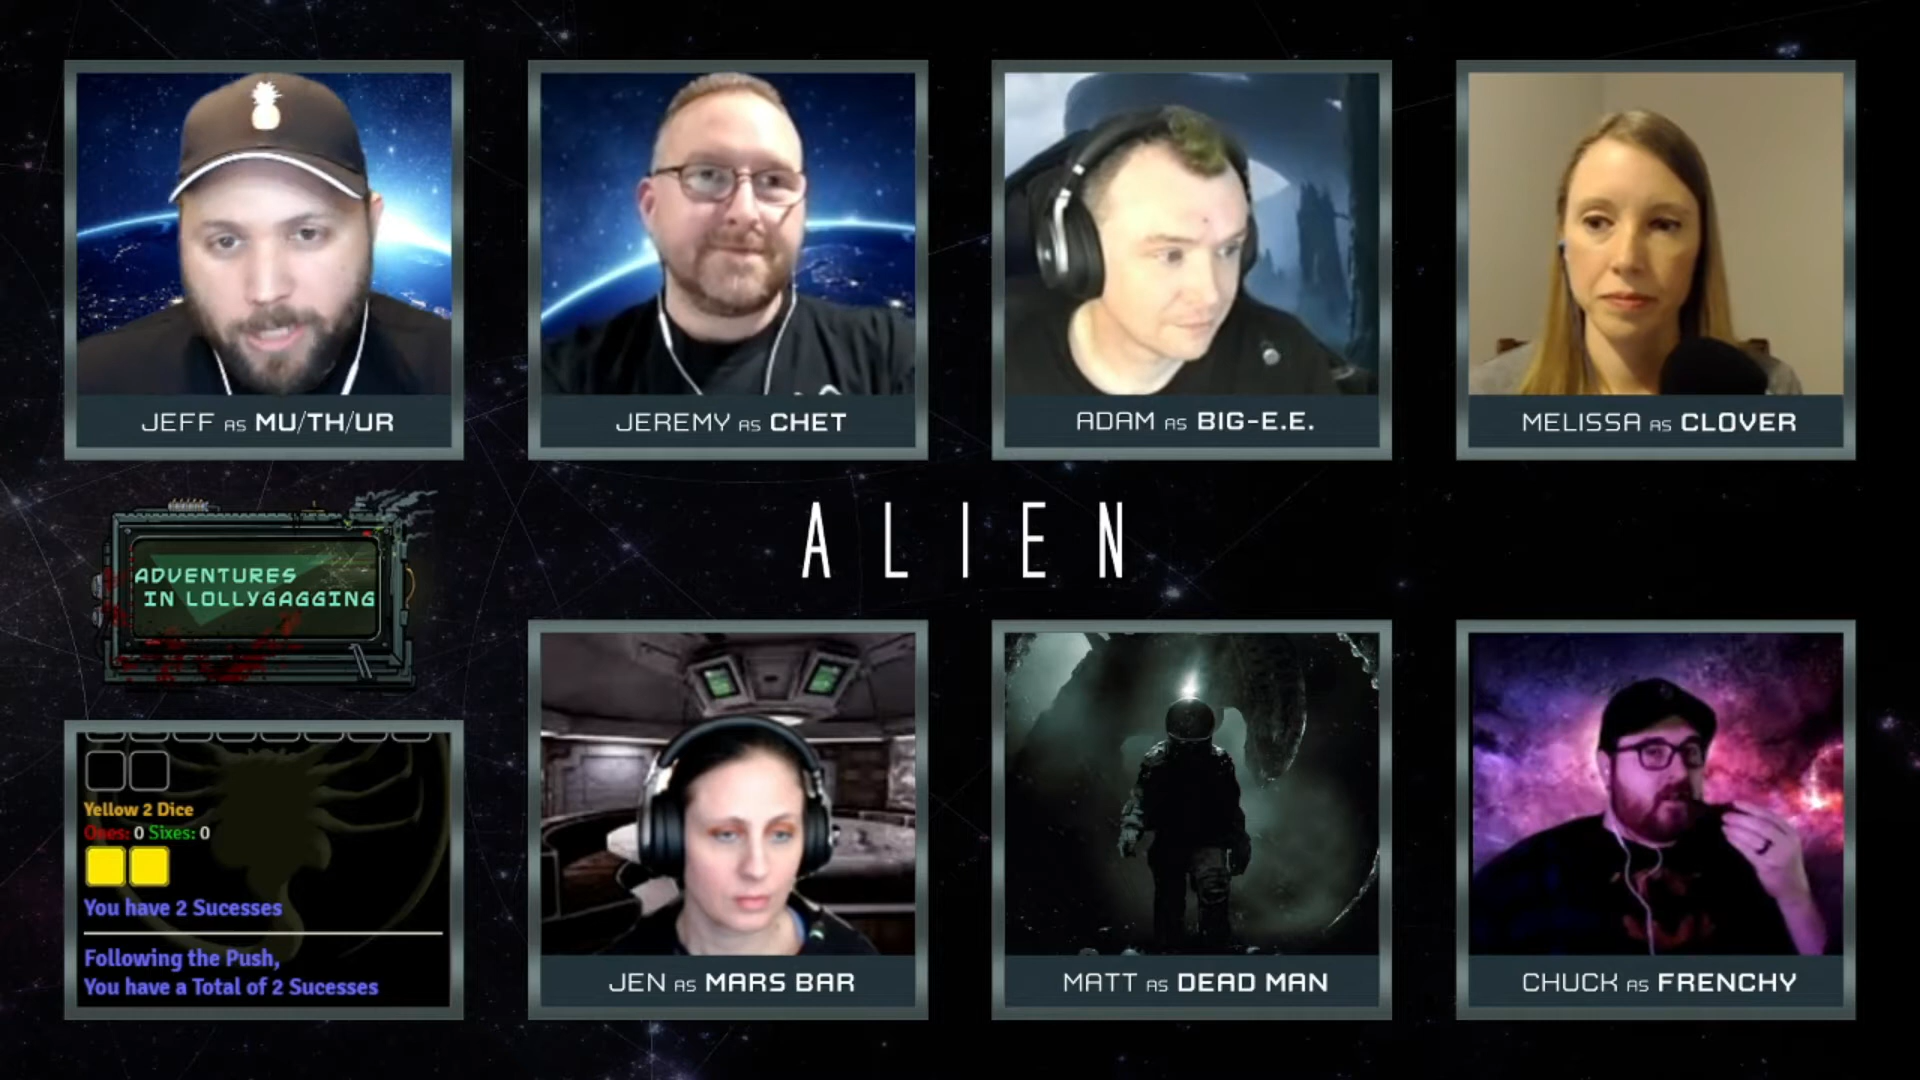 JEFF AS MU/TH/UR
JEREMY AS CHET
ADAM AS BIG-E.E.
MELISSA AS CLOVER
ADVENTURES
IN LOLLYGAGGING
ALIEN
Yellow 2 Dice
Ones: 0 Sixes: 0
You have 2 Sucesses
Following the Push,
You have a Total of 2 Sucesses
JEN AS MARS BAR
MATT AS DEAD MAN
CHUCK AS FRENCHY